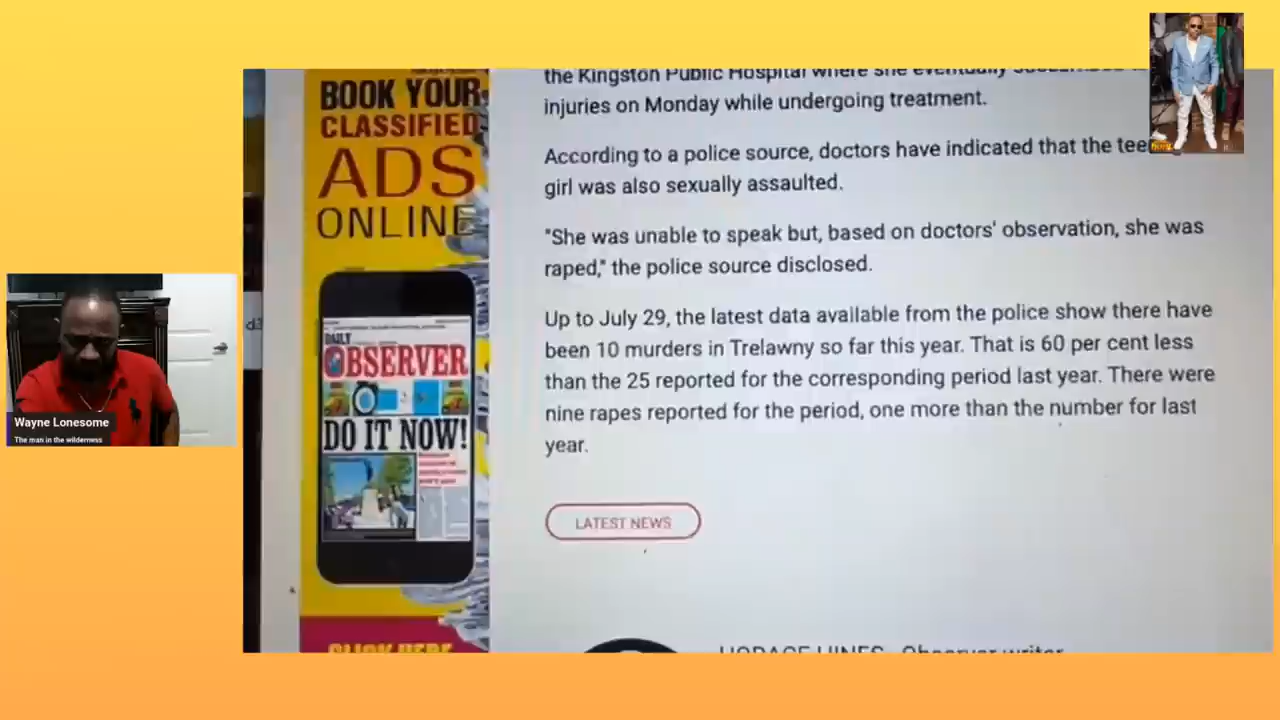 the Kingston Public Hospital where she eventually
injuries on Monday while undergoing treatment.
According to a police source, doctors have indicated that the
girl was also sexually assaulted.
"She was unable to speak but, based on doctors' observation, she was
raped," the police source disclosed.
Up to July 29, the latest data available from the police show there have
been 10 murders in Trelawny so far this year. That is 60 per cent less
than the 25 reported for the corresponding period last year. There were
nine rapes reported for the period, one more than the number for last
year.
LATEST NEWS
Observer writer
BOOK YOUR
CLASSIFIED
ADS
ONLINE
DAILY
OBSERVER
DO IT NOW!
CLICK HERE
Wayne Lonesome
The man in the wilderness